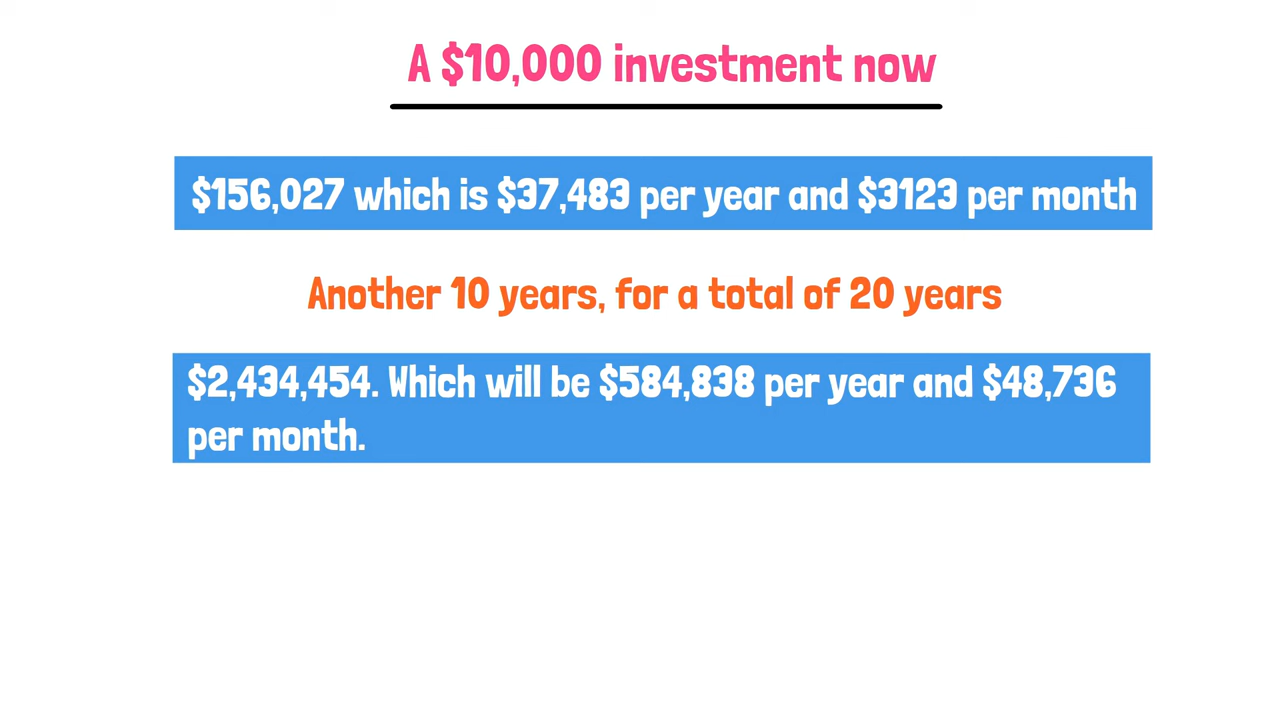 A $10,000 investment now
$156,027 which is $37,483 per year and $3123 per month
Another 10 years, for a total of 20 years
$2,434,454. Which will be $584,838 per year and $48,736
per month.